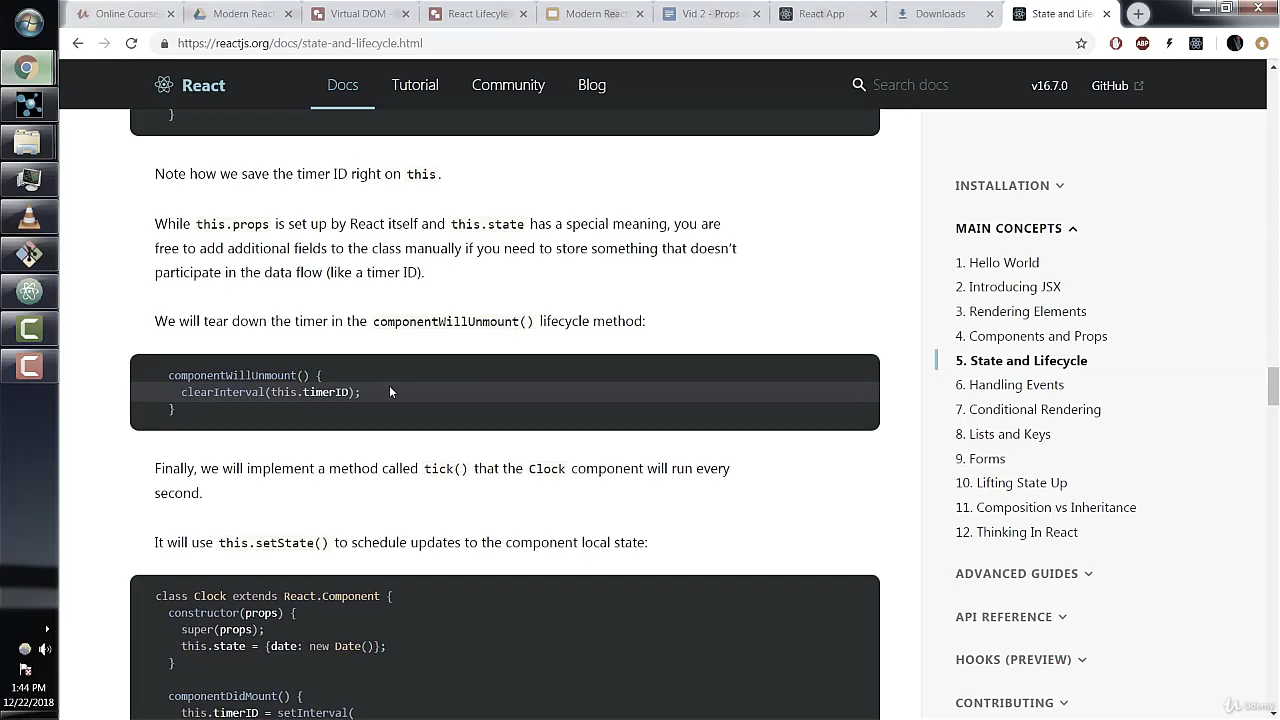 Online Courses
Modern React
Virtual DOM -
React Lifecyle
Modern React
Vid 2 - Props a
React App
Downloads
State and Life
https://reactjs.org/docs/state-and-lifecycle.html
ABP
React
Docs
Tutorial
Community
Blog
Search docs
v16.7.0
GitHub
}
Note how we save the timer ID right on this.
While this.props is set up by React itself and this.state has a special meaning, you are
free to add additional fields to the class manually if you need to store something that doesn't
participate in the data flow (like a timer ID).
We will tear down the timer in the componentWillUnmount() lifecycle method:
componentWillUnmount() {
clearInterval(this.timerID);
}
Finally, we will implement a method called tick() that the Clock component will run every
second.
It will use this.setState() to schedule updates to the component local state:
class Clock extends React.Component {
constructor(props) {
super(props);
this.state = {date: new Date()};
}
componentDidMount() {
this.timerID = setInterval(
INSTALLATION
MAIN CONCEPTS
1. Hello World
2. Introducing JSX
3. Rendering Elements
4. Components and Props
5. State and Lifecycle
6. Handling Events
7. Conditional Rendering
8. Lists and Keys
9. Forms
10. Lifting State Up
11. Composition vs Inheritance
12. Thinking In React
ADVANCED GUIDES
API REFERENCE
HOOKS (PREVIEW)
CONTRIBUTING
1:44 PM
12/22/2018
Udemy